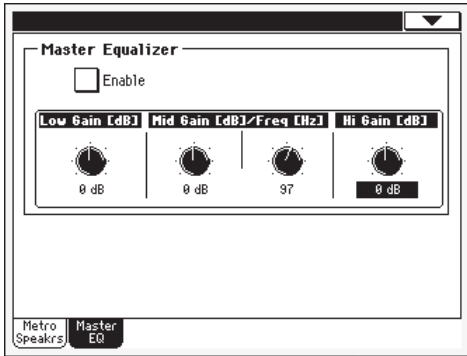 Master Equalizer
Enable
Low Gain [dB] Mid Gain [dB]/Freq [Hz] Hi Gain [dB]
0 dB 0 dB 97 0 dB
Metro Speakrs
Master EQ